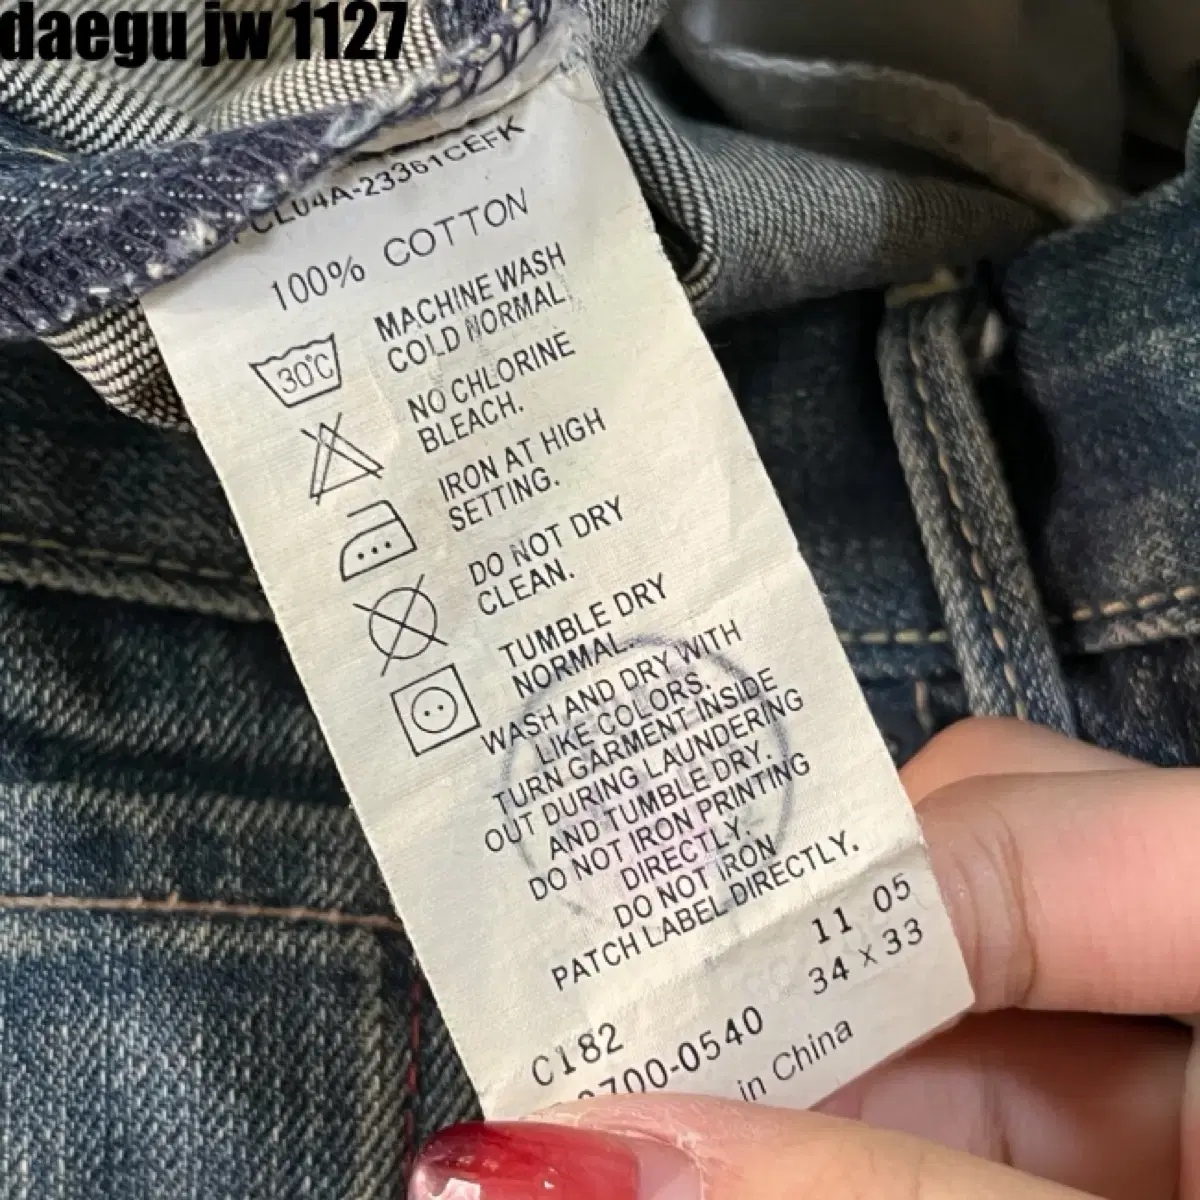 daegu jw 1127
CL04A-23361CEFK
100% COTTON
30°C
MACHINE WASH
COLD NORMAL
NO CHLORINE
BLEACH.
IRON AT HIGH
SETTING.
DO NOT DRY
CLEAN.
TUMBLE DRY
NORMAL.
WASH AND DRY WITH
LIKE COLORS.
TURN GARMENT INSIDE
OUT DURING LAUNDERING
AND TUMBLE DRY.
DO NOT IRON PRINTING
DIRECTLY.
DO NOT IRON
PATCH LABEL DIRECTLY.
11 05
34 x 33
C182
700-0540
in China